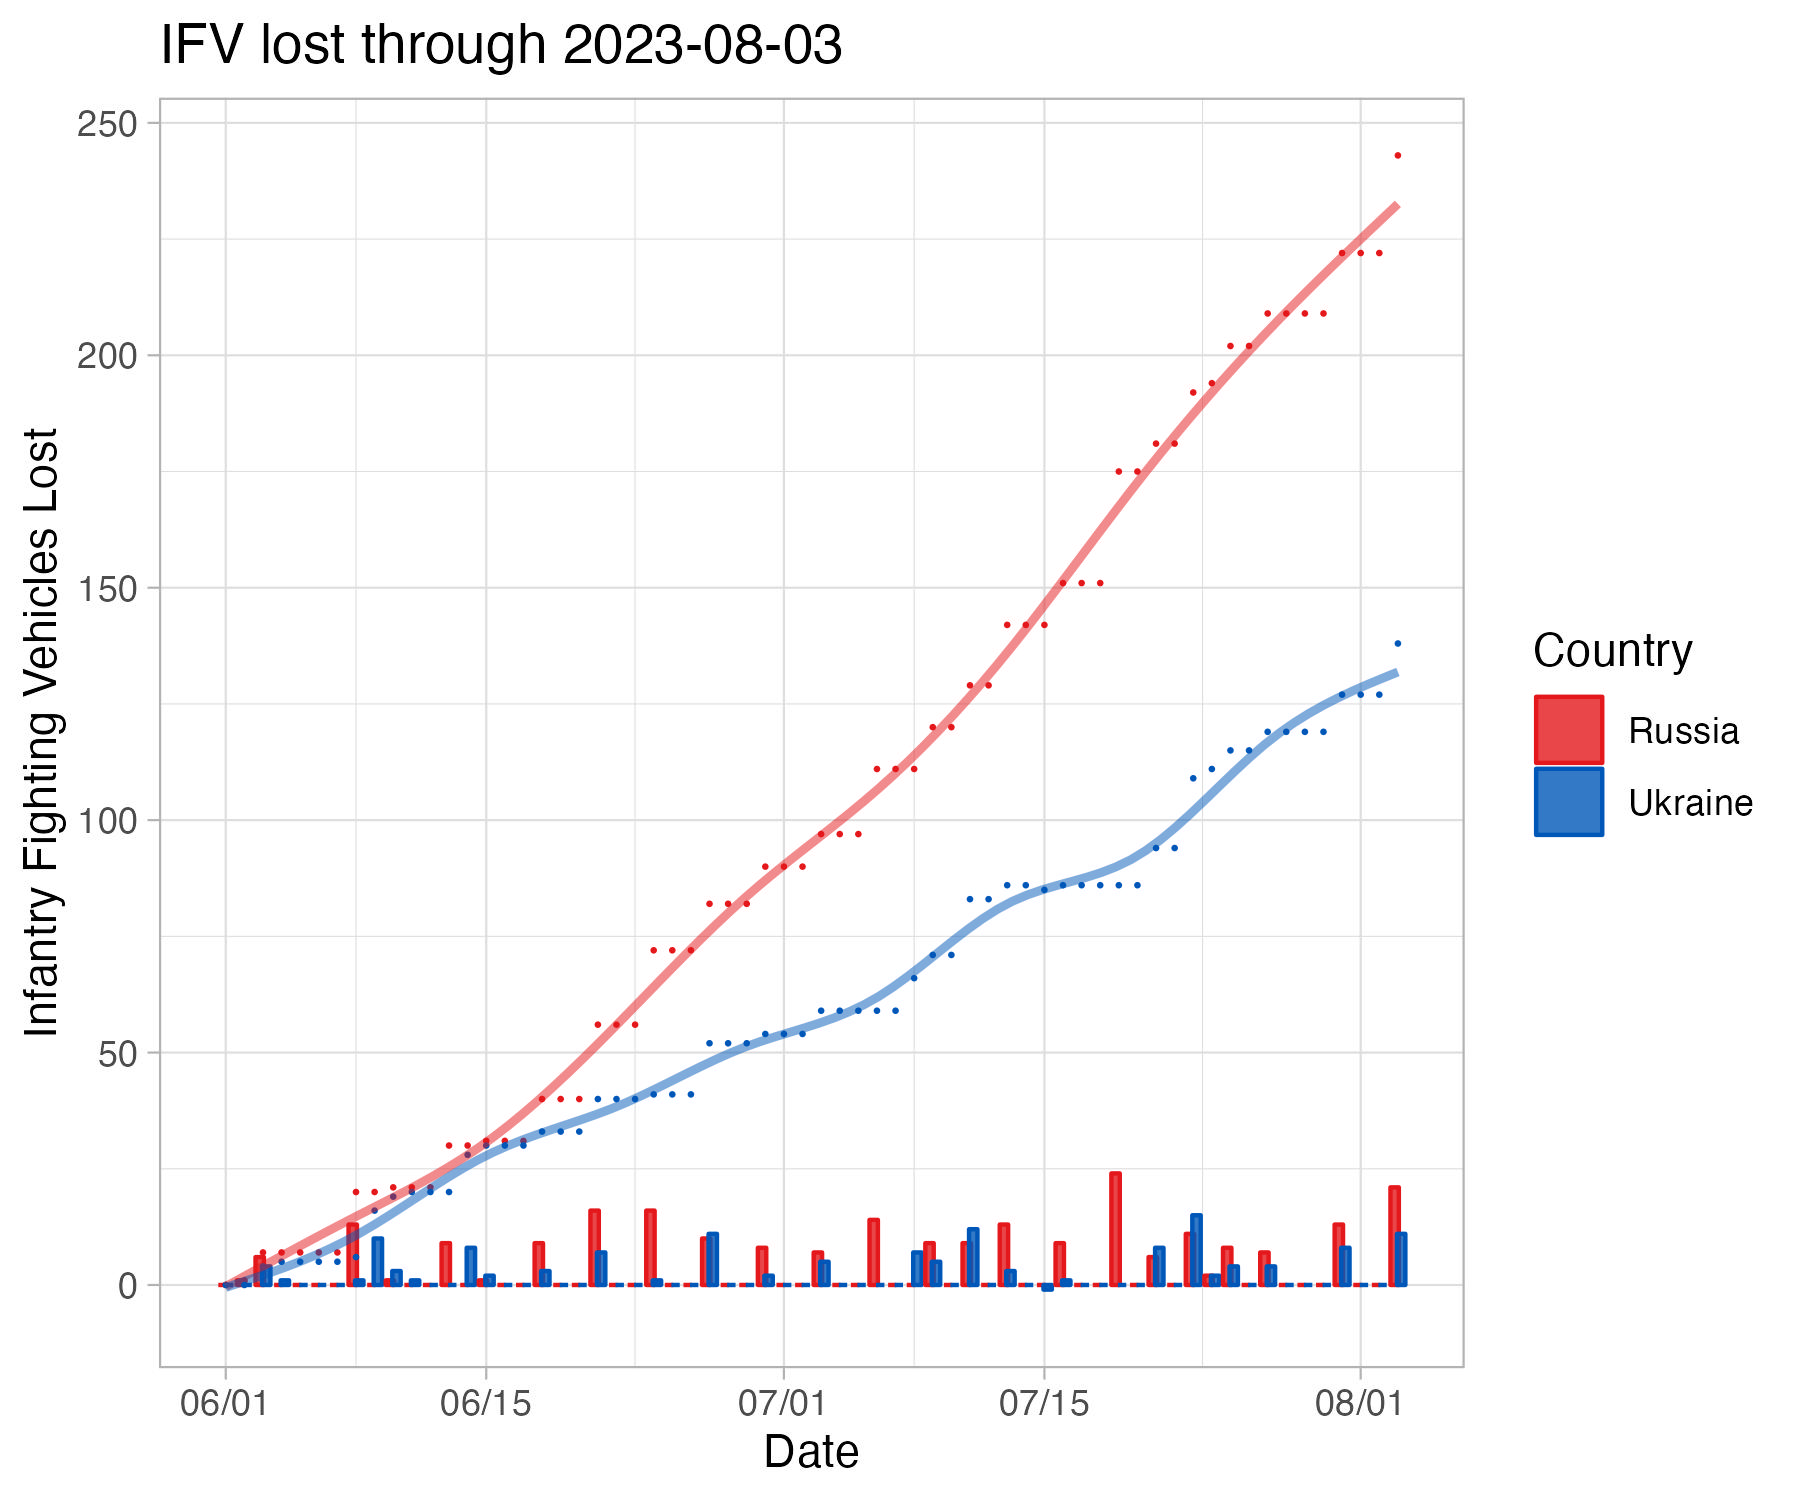 IFV lost through 2023-08-03
Infantry Fighting Vehicles Lost
250
200
150
100
50
0
06/01
06/15
07/01
07/15
08/01
Date
Country
Russia
Ukraine